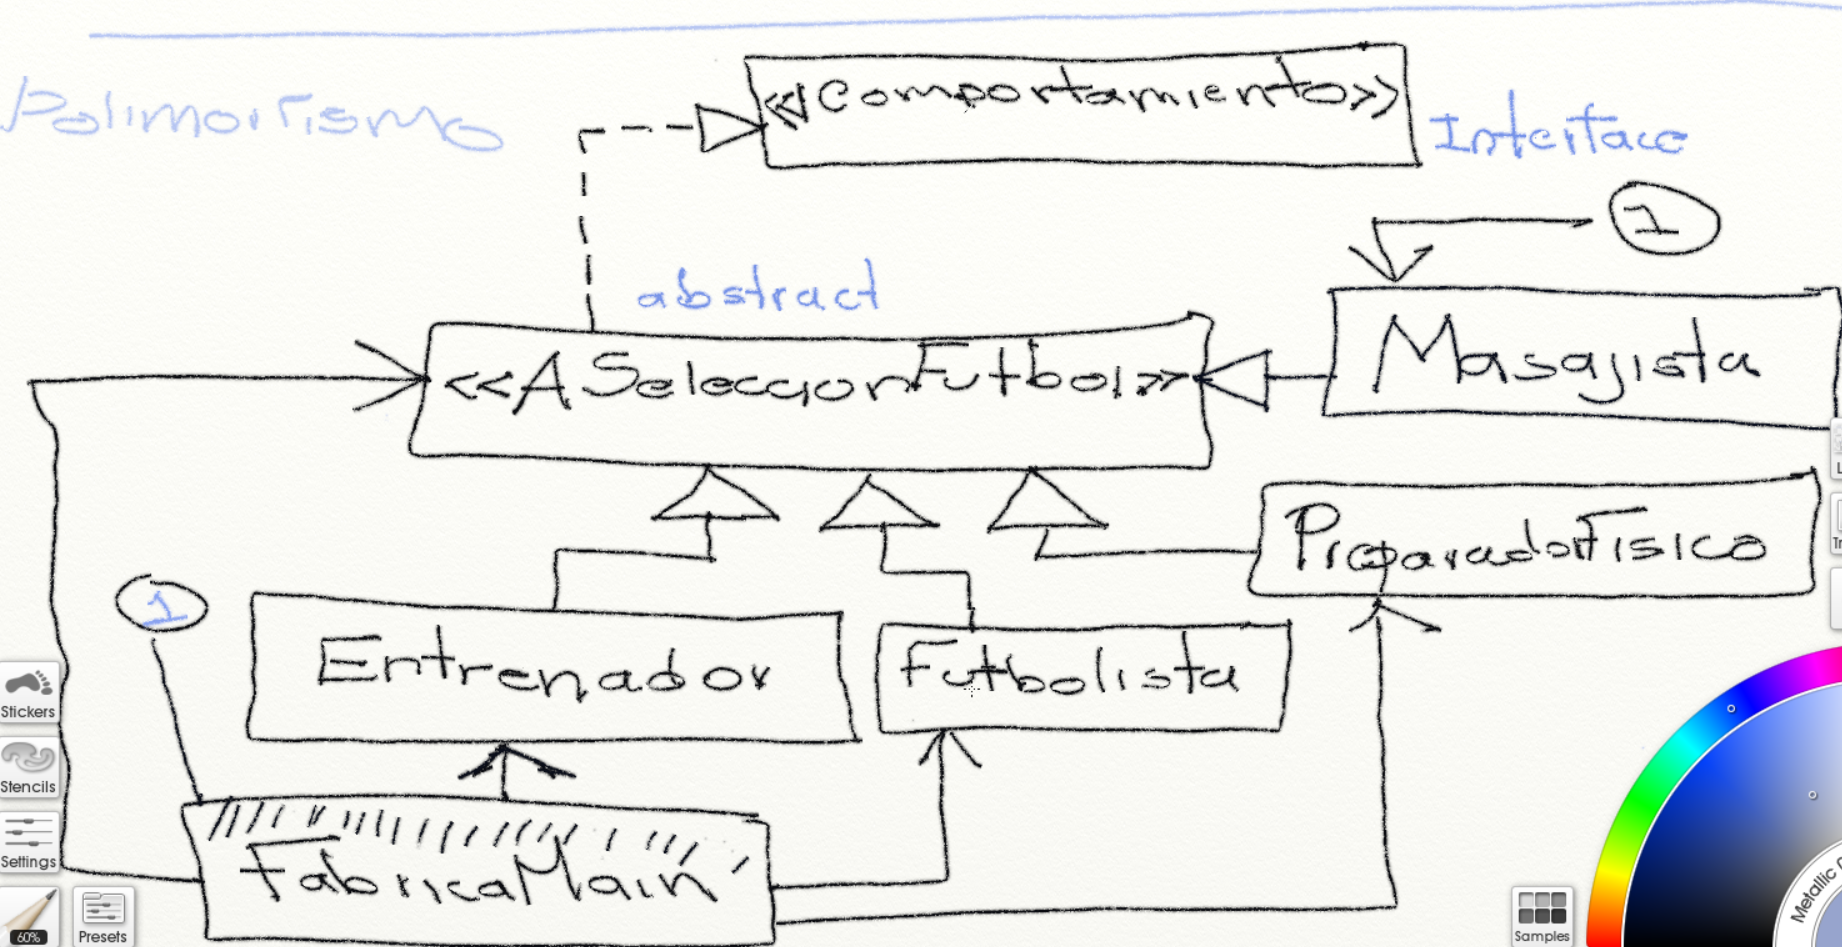 <<Comportamiento>>
Polimorfismo
Interface
1
abstract
<<ASeleccionFutbol>>
Masajista
PreparadorFisico
1
Entrenador
Futbolista
FabricaMain
Stickers
Stencils
Settings
60%
Presets
Samples
Metallic